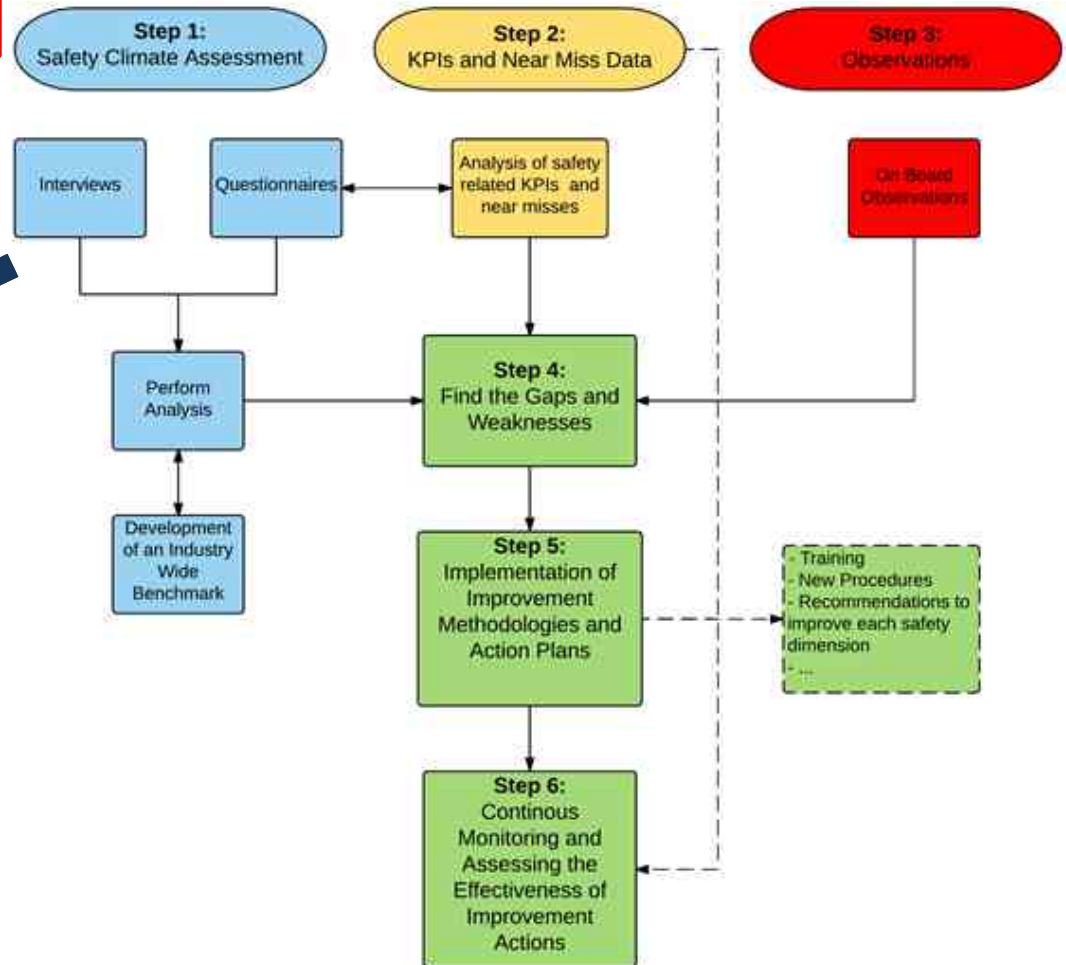 Step 1:
Safety Climate Assessment
Step 2:
KPIs and Near Miss Data
Step 3:
Observations
Interviews
Questionnaires
Analysis of safety
related KPIs and
near misses
On Board
Observations
Perform
Analysis
Step 4:
Find the Gaps and
Weaknesses
Development
of an Industry
Wide
Benchmark
Step 5:
Implementation of
Improvement
Methodologies and
Action Plans
- Training
- New Procedures
- Recommendations to
improve each safety
dimension
- ...
Step 6:
Continous
Monitoring and
Assessing the
Effectiveness of
Improvement
Actions